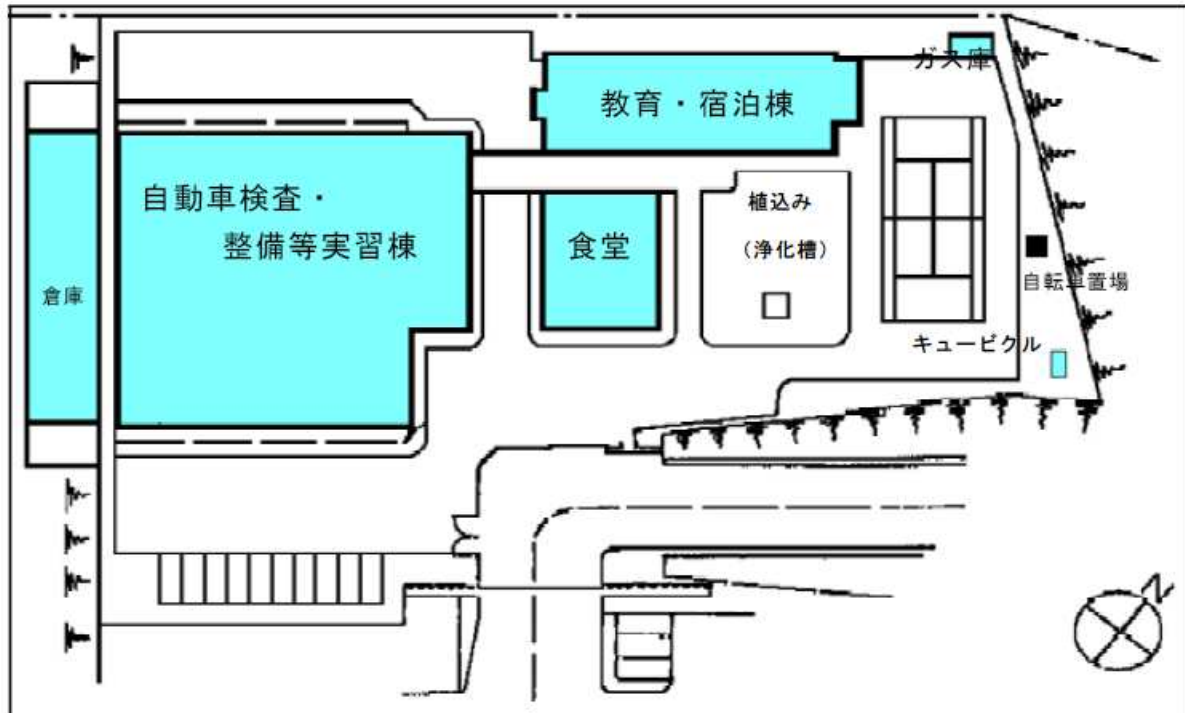 ガス庫
教育・宿泊棟
自動車検査・
整備等実習棟
植込み
(浄化槽)
食堂
倉庫
自転車置場
キュービクル
N